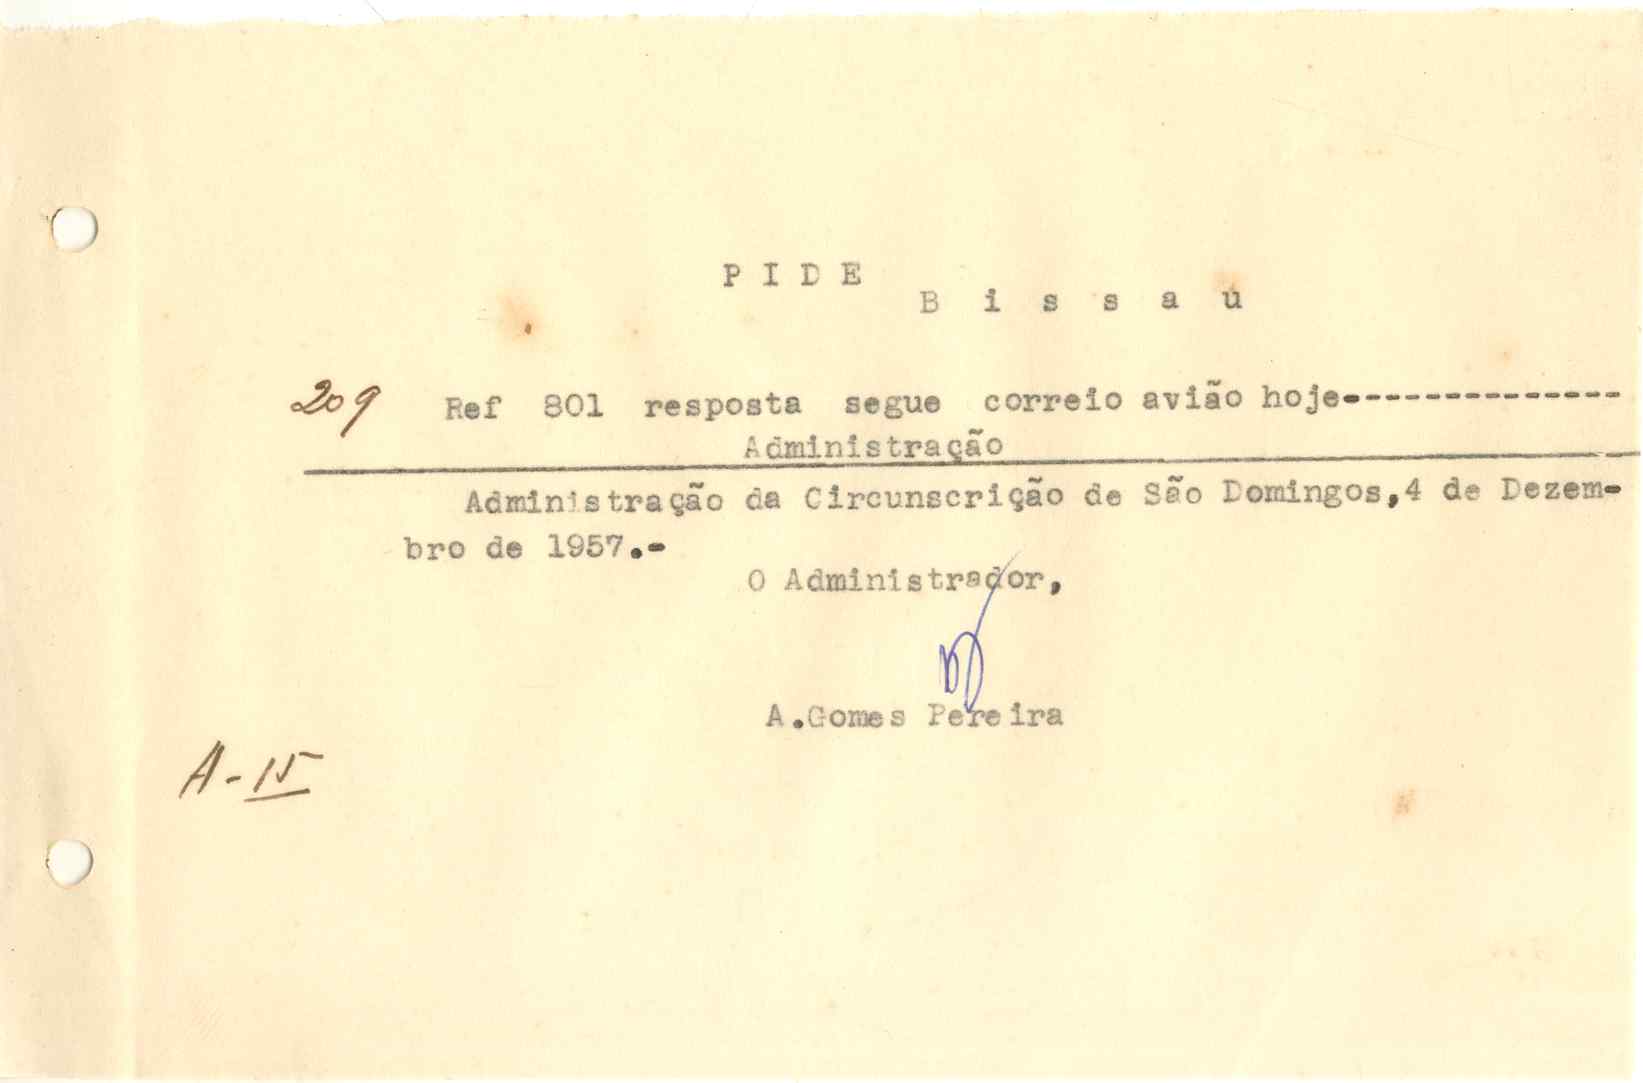 P I D E
B i s s a u
209 Ref 801 resposta segue correio avião hoje--------------
Administração
Administração da Circunscrição de São Domingos,4 de Dezem-
bro de 1957.-
O Administrador,
A.Gomes Pereira
A-15